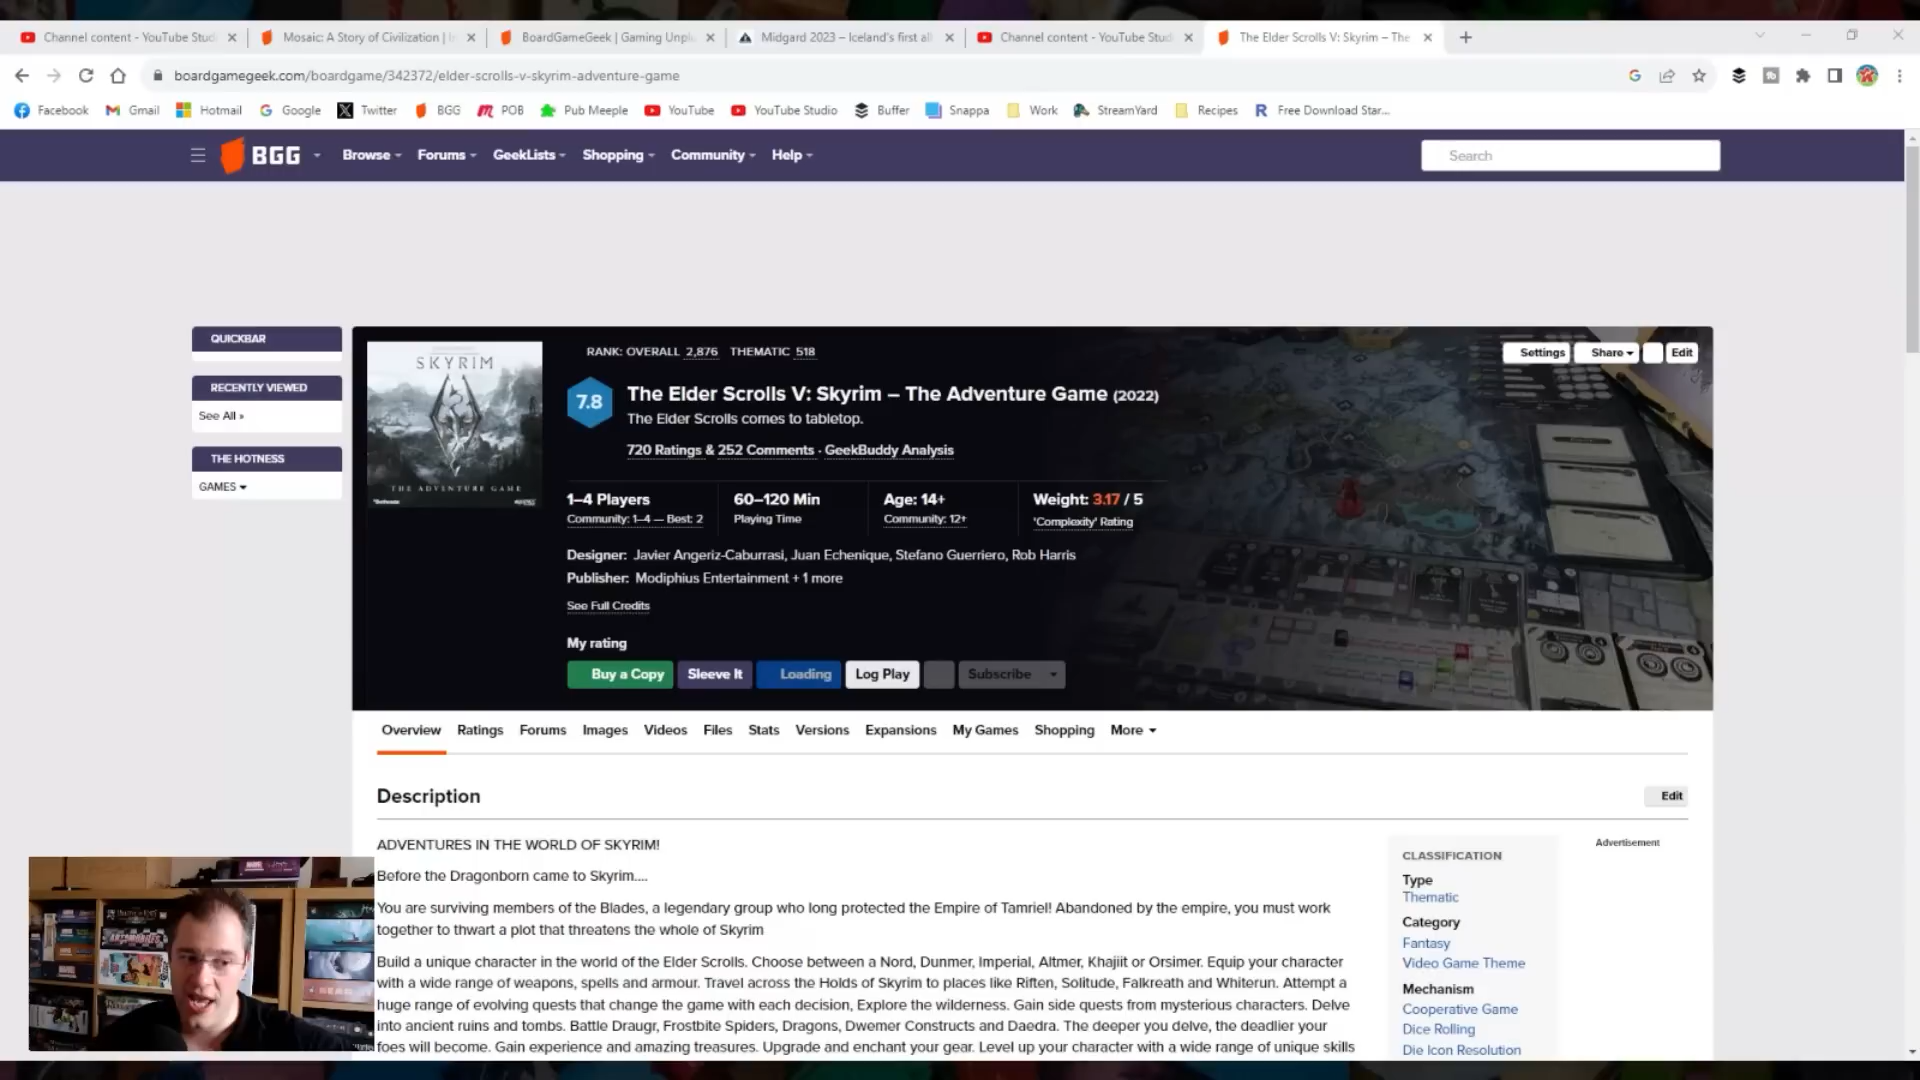 Channel content - YouTube Stud
Mosaic: A Story of Civilization | I
BoardGameGeek | Gaming Unpl
Midgard 2023 – Iceland's first al
Channel content - YouTube Stud
The Elder Scrolls V: Skyrim – The
boardgamegeek.com/boardgame/342372/elder-scrolls-v-skyrim-adventure-game
Facebook
Gmail
Hotmail
Google
Twitter
BGG
POB
Pub Meeple
YouTube
YouTube Studio
Buffer
Snappa
Work
StreamYard
Recipes
Free Download Star...
BGG
Browse
Forums
GeekLists
Shopping
Community
Help
Search
QUICKBAR
RECENTLY VIEWED
See All »
THE HOTNESS
GAMES
SKYRIM
THE ADVENTURE GAME
RANK: OVERALL 2,876 THEMATIC 518
Settings
Share
Edit
7.8
The Elder Scrolls V: Skyrim – The Adventure Game (2022)
The Elder Scrolls comes to tabletop.
720 Ratings & 252 Comments · GeekBuddy Analysis
1–4 Players
Community: 1–4 — Best: 2
60–120 Min
Playing Time
Age: 14+
Community: 12+
Weight: 3.17 / 5
'Complexity' Rating
Designer: Javier Angeriz-Caburrasi, Juan Echenique, Stefano Guerriero, Rob Harris
Publisher: Modiphius Entertainment + 1 more
See Full Credits
My rating
Buy a Copy
Sleeve It
Loading
Log Play
Subscribe
Overview
Ratings
Forums
Images
Videos
Files
Stats
Versions
Expansions
My Games
Shopping
More
Description
Edit
ADVENTURES IN THE WORLD OF SKYRIM!
Before the Dragonborn came to Skyrim....
You are surviving members of the Blades, a legendary group who long protected the Empire of Tamriel! Abandoned by the empire, you must work
together to thwart a plot that threatens the whole of Skyrim
Build a unique character in the world of the Elder Scrolls. Choose between a Nord, Dunmer, Imperial, Altmer, Khajiit or Orsimer. Equip your character
with a wide range of weapons, spells and armour. Travel across the Holds of Skyrim to places like Riften, Solitude, Falkreath and Whiterun. Attempt a
huge range of evolving quests that change the game with each decision, Explore the wilderness. Gain side quests from mysterious characters. Delve
into ancient ruins and tombs. Battle Draugr, Frostbite Spiders, Dragons, Dwemer Constructs and Daedra. The deeper you delve, the deadlier your
foes will become. Gain experience and amazing treasures. Upgrade and enchant your gear. Level up your character with a wide range of unique skills
CLASSIFICATION
Type
Thematic
Category
Fantasy
Video Game Theme
Mechanism
Cooperative Game
Dice Rolling
Die Icon Resolution
Advertisement